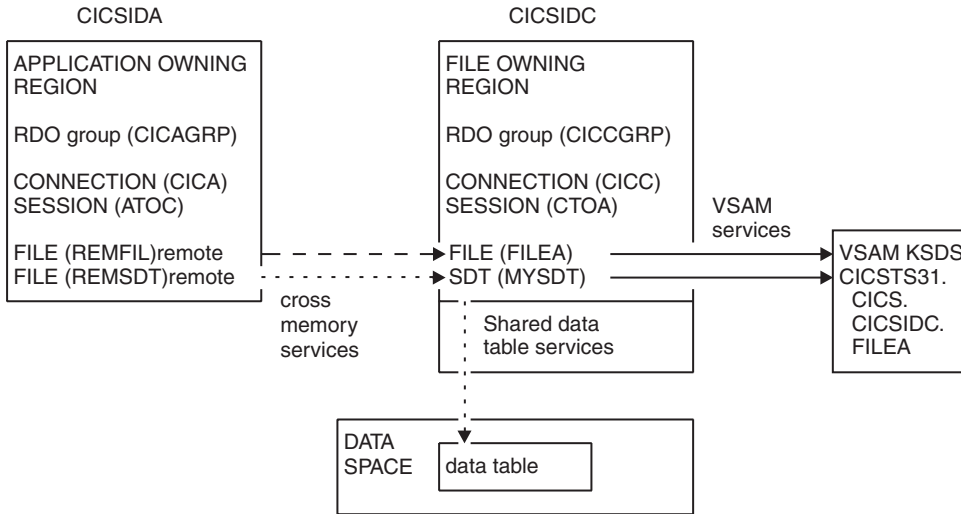 CICSIDA
APPLICATION OWNING
REGION
RDO group (CICAGRP)
CONNECTION (CICA)
SESSION (ATOC)
FILE (REMFIL)remote
FILE (REMSDT)remote
cross
memory
services
CICSIDC
FILE OWNING
REGION
RDO group (CICCGRP)
CONNECTION (CICC)
SESSION (CTOA)
FILE (FILEA)
SDT (MYSDT)
Shared data
table services
VSAM
services
VSAM KSDS
CICSTS31.
CICS.
CICSIDC.
FILEA
DATA
SPACE
data table